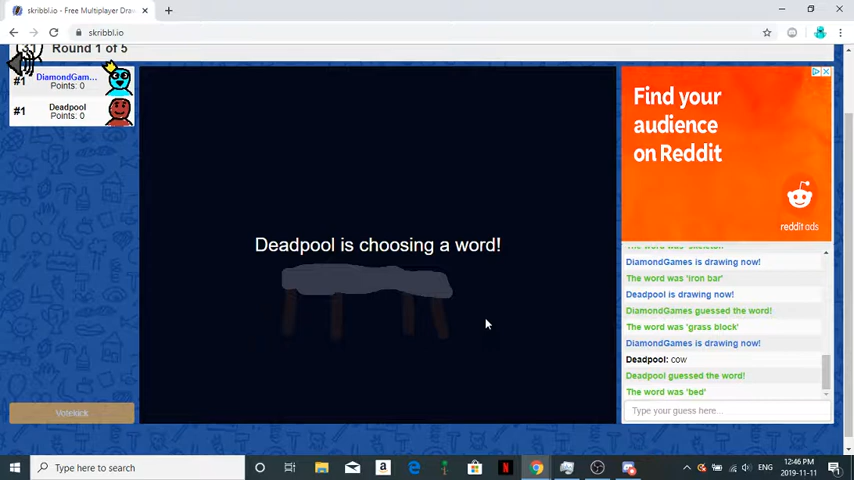 skribbl.io - Free Multiplayer Dra
skribbl.io
Round 1 of 5
#1 DiamondGam...
Points: 0
#1 Deadpool
Points: 0
Votekick
Deadpool is choosing a word!
Find your
audience
on Reddit
reddit ads
The word was 'skeleton'
DiamondGames is drawing now!
The word was 'iron bar'
Deadpool is drawing now!
DiamondGames guessed the word!
The word was 'grass block'
DiamondGames is drawing now!
Deadpool: cow
Deadpool guessed the word!
The word was 'bed'
Type your guess here...
Type here to search
ENG
12:46 PM
2019-11-11